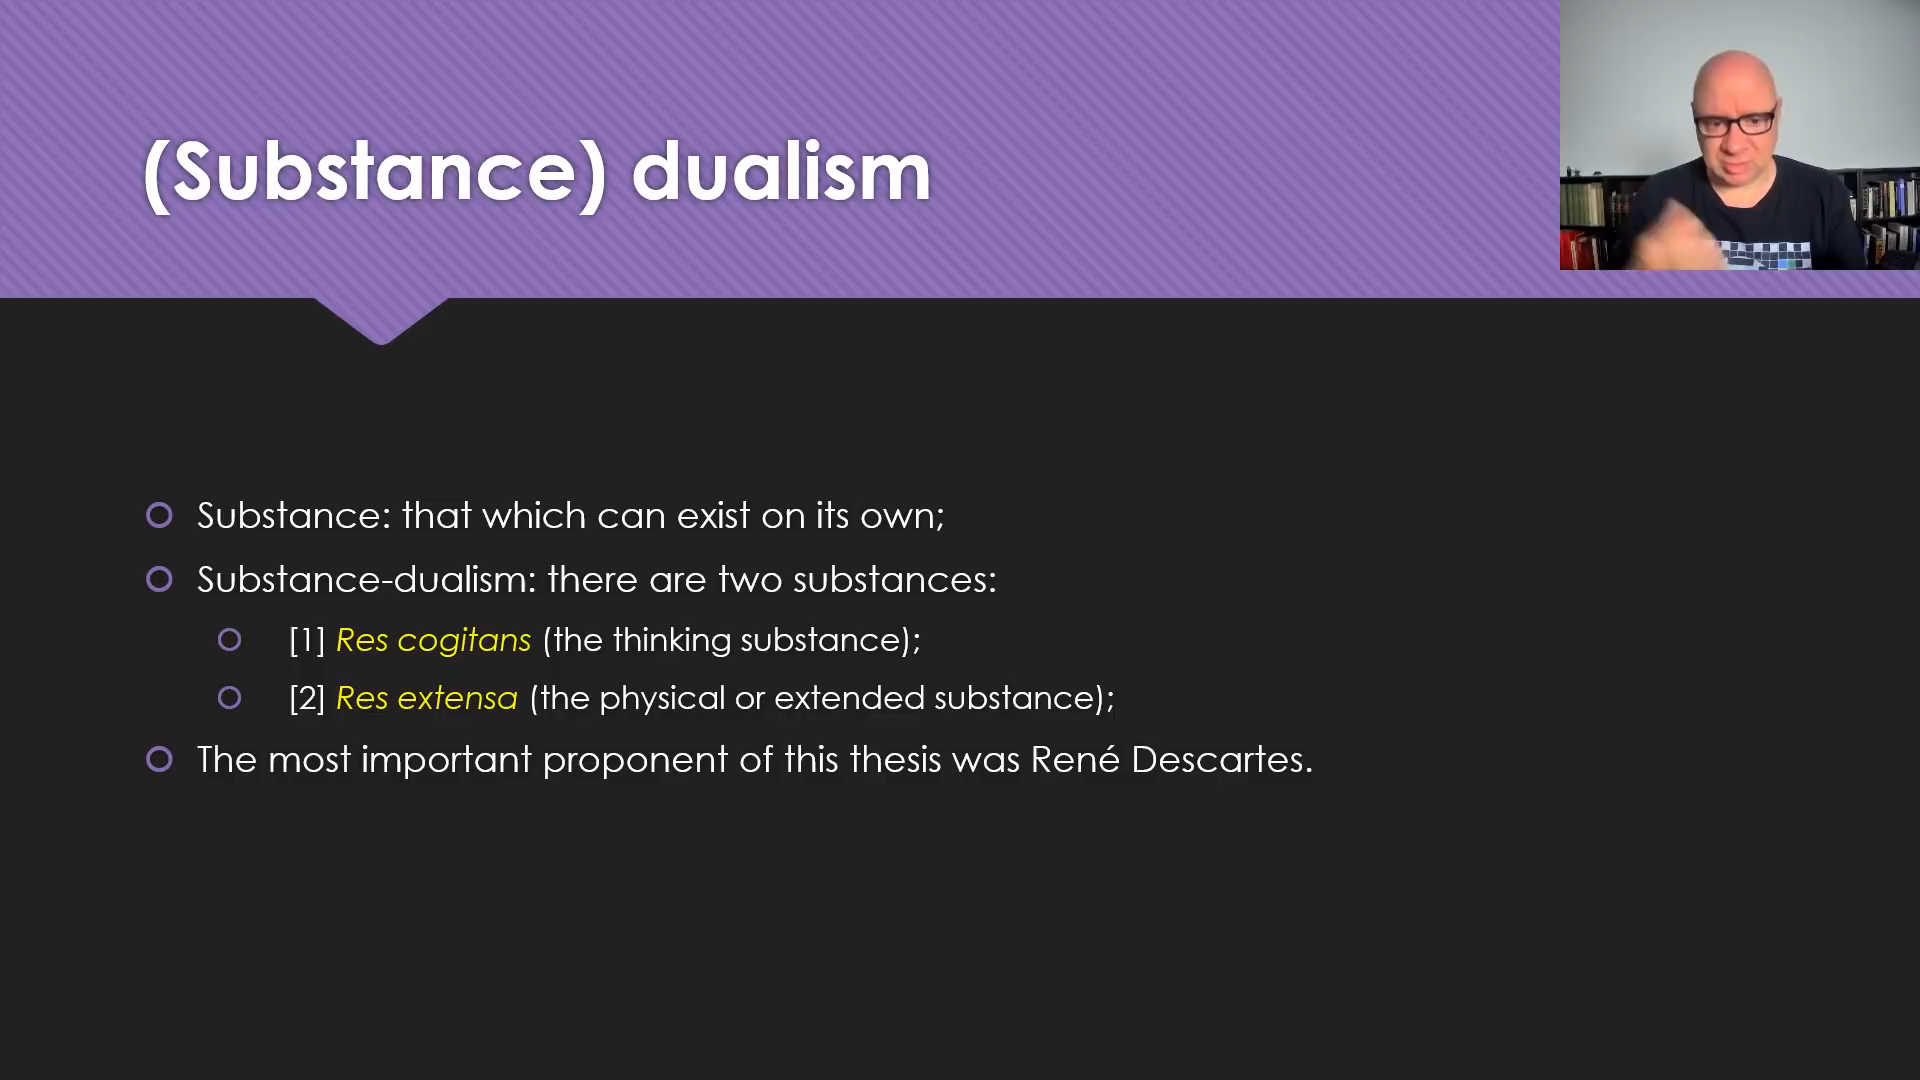 (Substance) dualism
Substance: that which can exist on its own;
Substance-dualism: there are two substances:
[1] Res cogitans (the thinking substance);
[2] Res extensa (the physical or extended substance);
The most important proponent of this thesis was René Descartes.